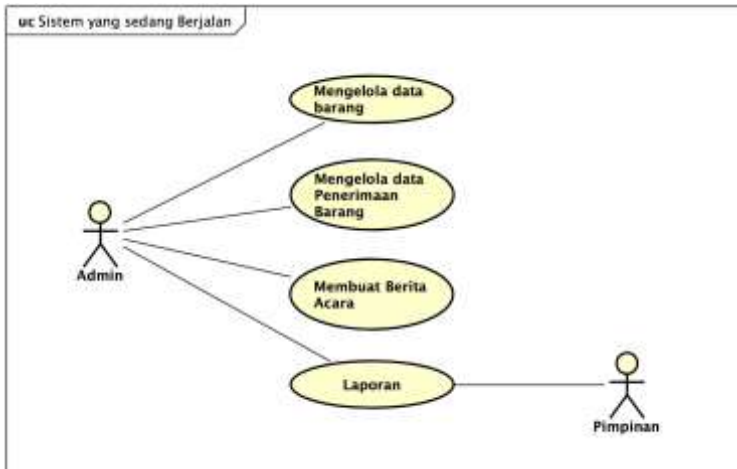 uc Sistem yang sedang Berjalan
Mengelola data
barang
Mengelola data
Penerimaan
Barang
Admin
Membuat Berita
Acara
Laporan
Pimpinan